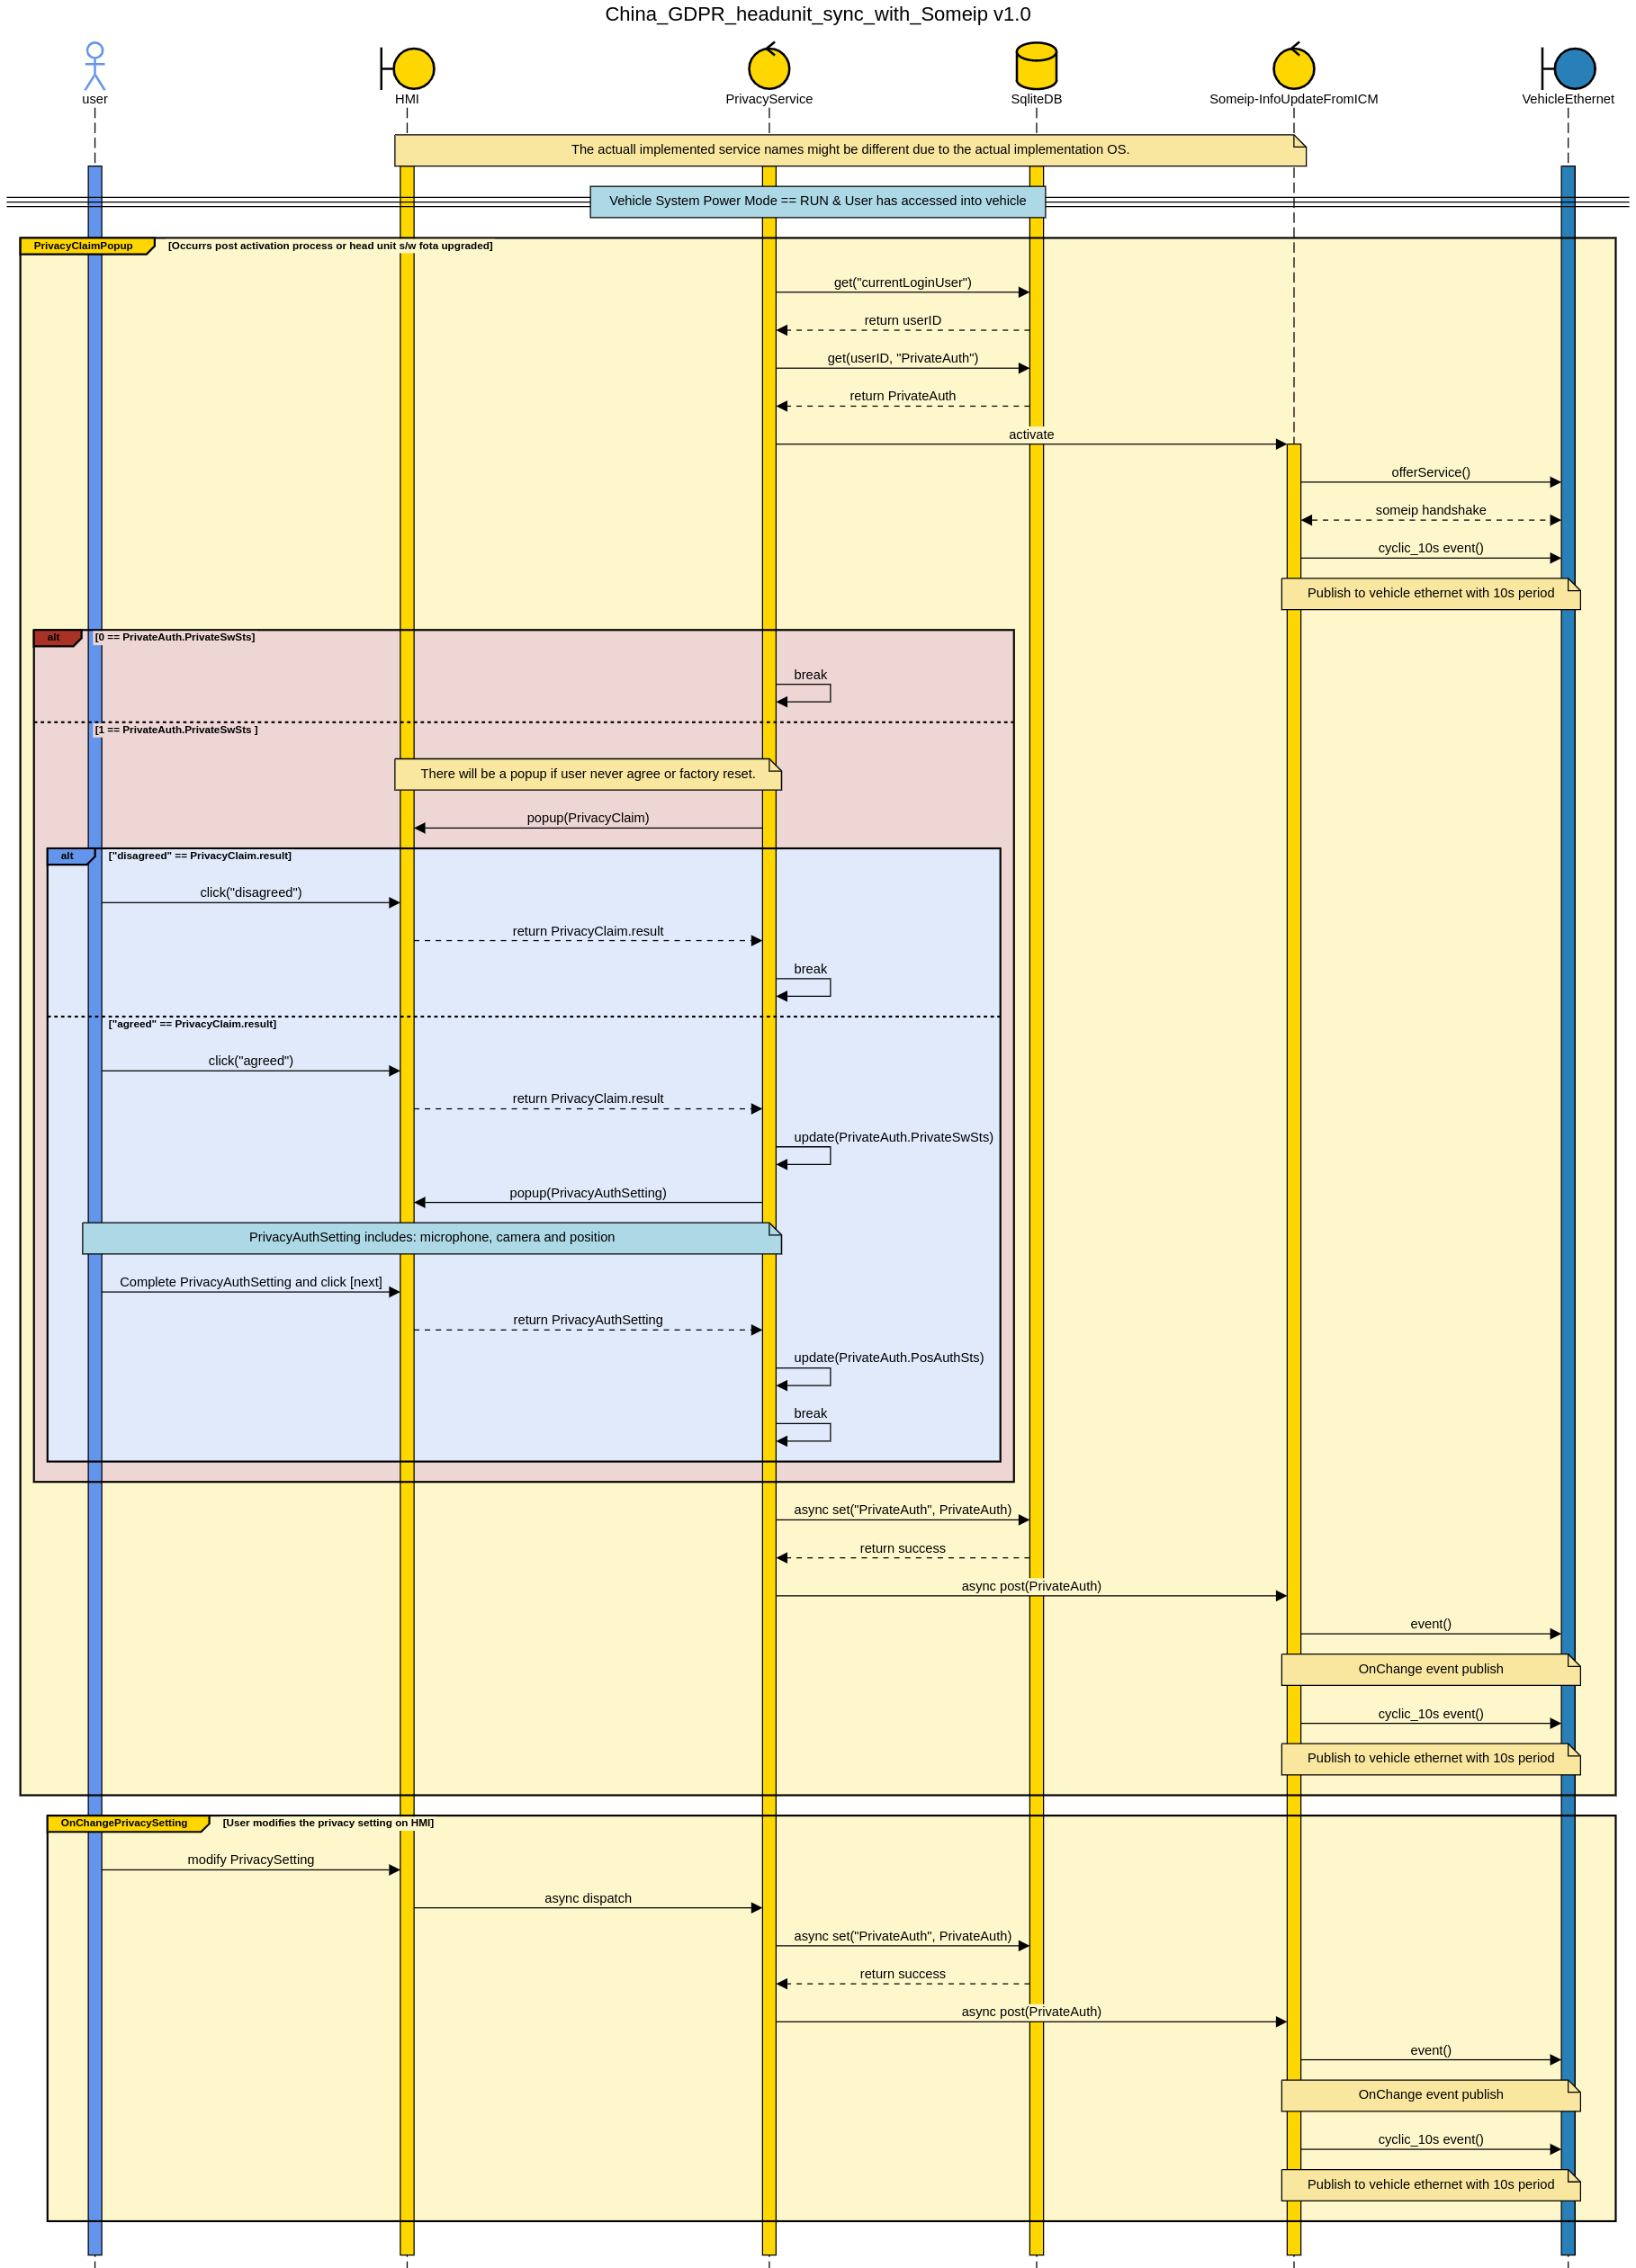 China_GDPR_headunit_sync_with_Someip v1.0
user
HMI
PrivacyService
SqliteDB
Someip-InfoUpdateFromICM
VehicleEthernet
The actuall implemented service names might be different due to the actual implementation OS.
Vehicle System Power Mode == RUN & User has accessed into vehicle
PrivacyClaimPopup
[Occurrs post activation process or head unit s/w fota upgraded]
get("currentLoginUser")
return userID
get(userID, "PrivateAuth")
return PrivateAuth
activate
offerService()
someip handshake
cyclic_10s event()
Publish to vehicle ethernet with 10s period
alt
[0 == PrivateAuth.PrivateSwSts]
break
[1 == PrivateAuth.PrivateSwSts ]
There will be a popup if user never agree or factory reset.
popup(PrivacyClaim)
alt
["disagreed" == PrivacyClaim.result]
click("disagreed")
return PrivacyClaim.result
break
["agreed" == PrivacyClaim.result]
click("agreed")
return PrivacyClaim.result
update(PrivateAuth.PrivateSwSts)
popup(PrivacyAuthSetting)
PrivacyAuthSetting includes: microphone, camera and position
Complete PrivacyAuthSetting and click [next]
return PrivacyAuthSetting
update(PrivateAuth.PosAuthSts)
break
async set("PrivateAuth", PrivateAuth)
return success
async post(PrivateAuth)
event()
OnChange event publish
cyclic_10s event()
Publish to vehicle ethernet with 10s period
OnChangePrivacySetting
[User modifies the privacy setting on HMI]
modify PrivacySetting
async dispatch
async set("PrivateAuth", PrivateAuth)
return success
async post(PrivateAuth)
event()
OnChange event publish
cyclic_10s event()
Publish to vehicle ethernet with 10s period